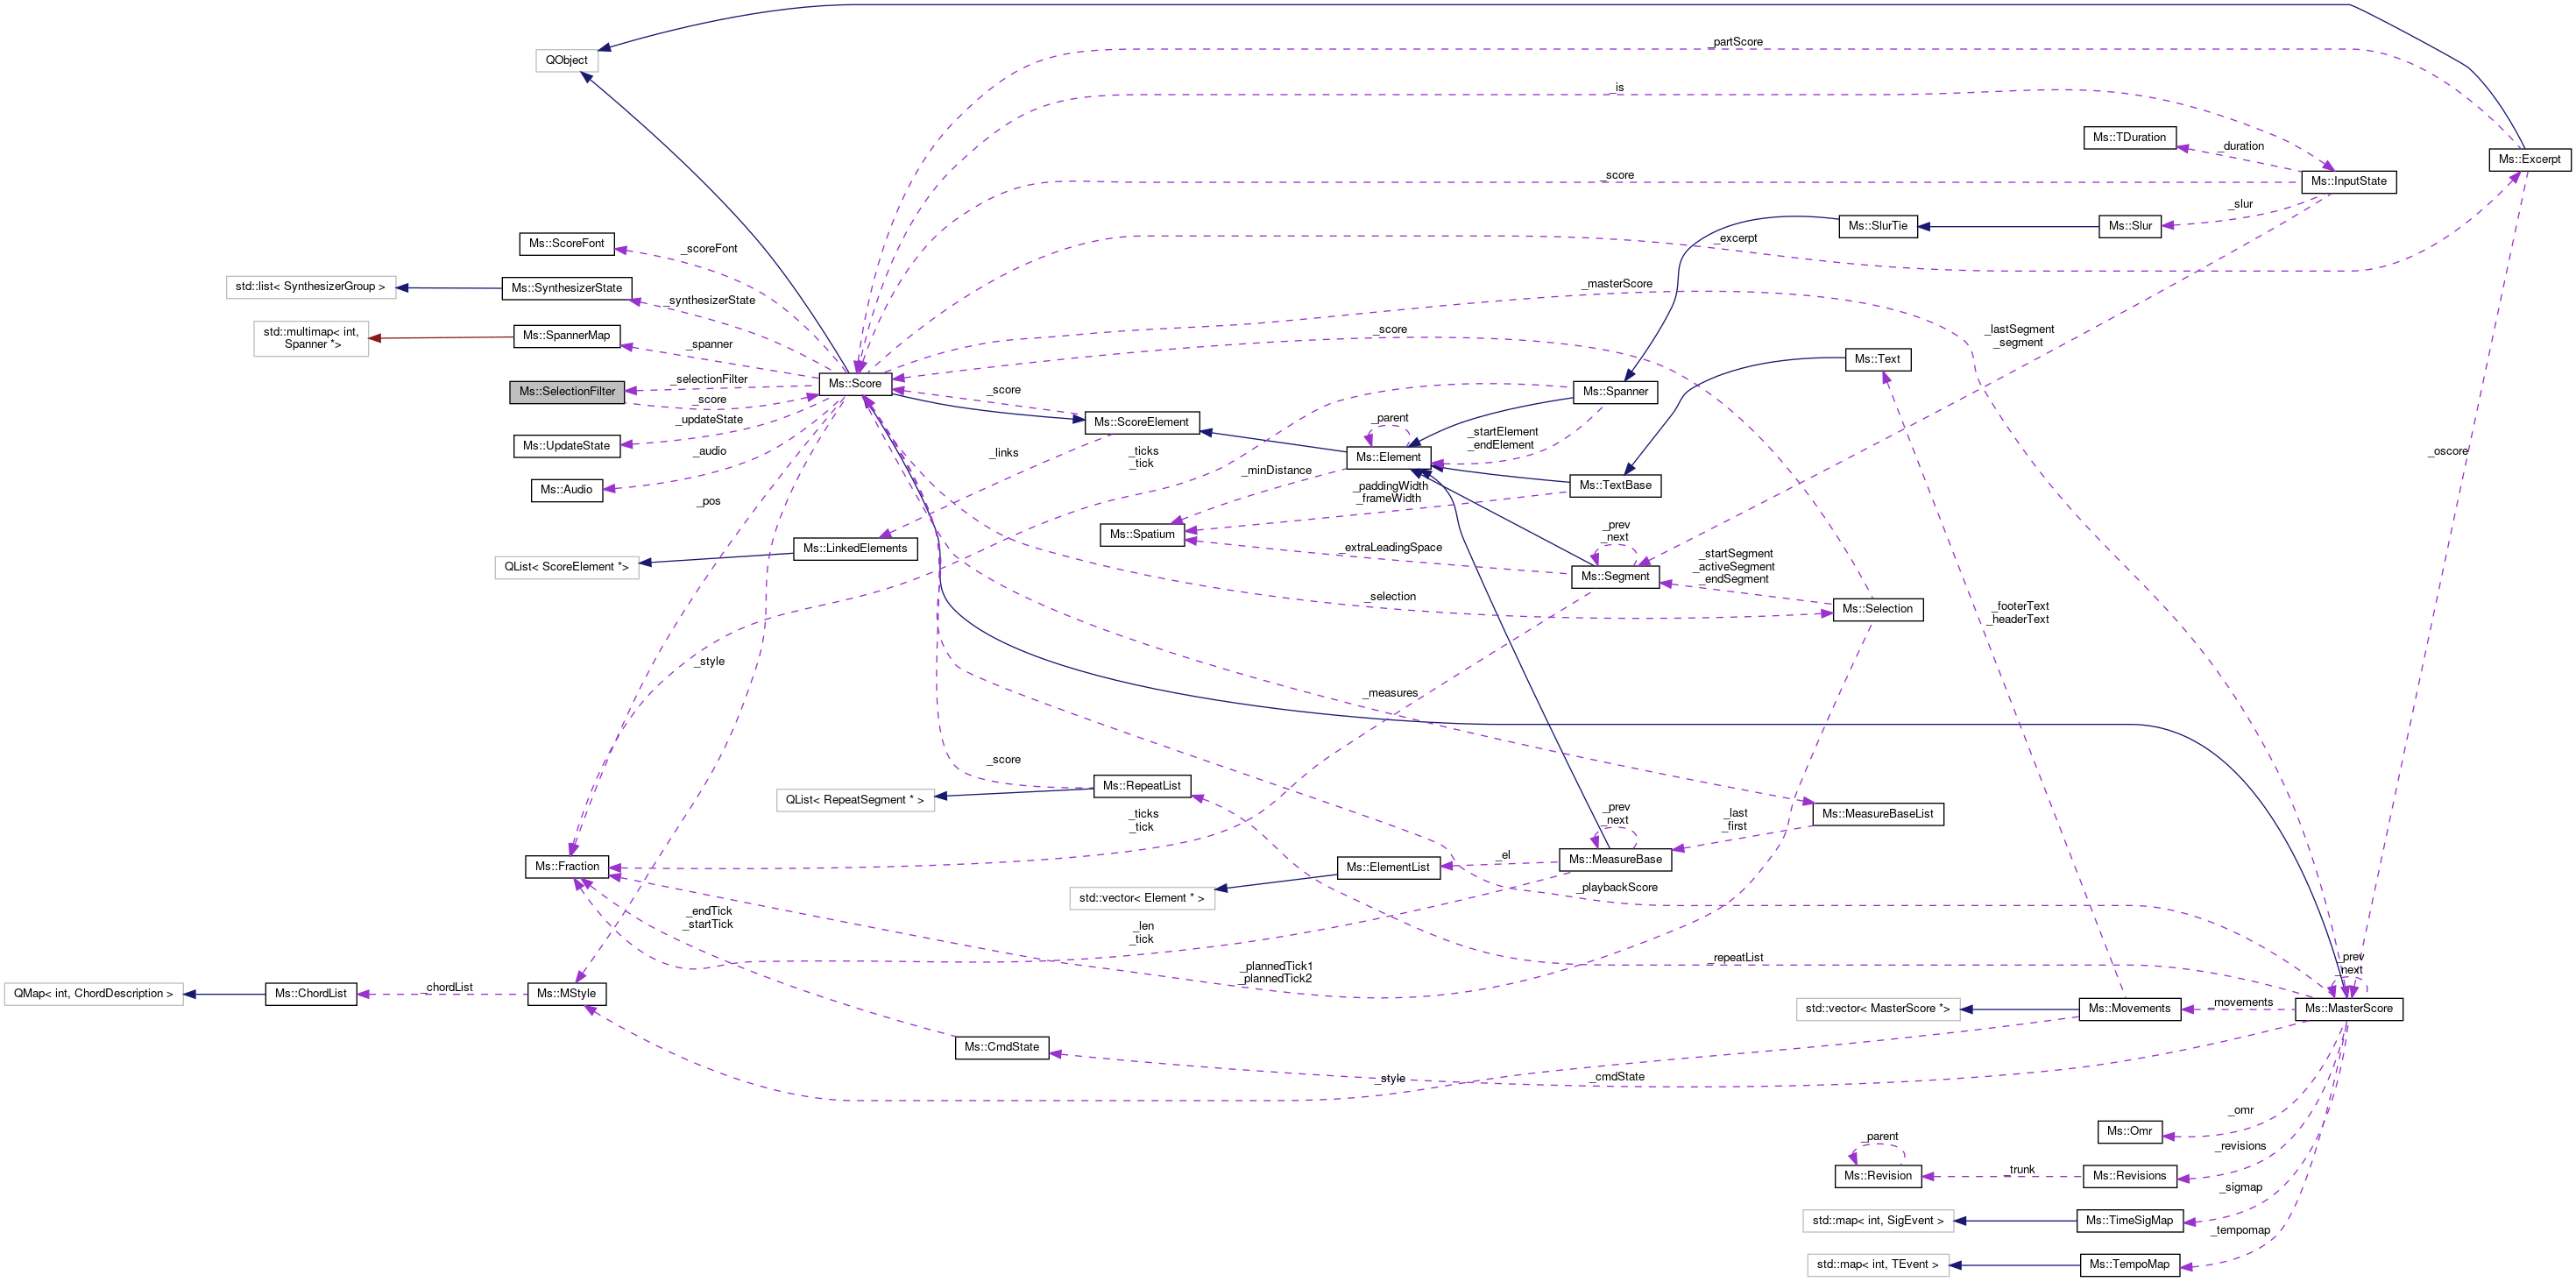 _partScore
QObject
_is
Ms::TDuration
_duration
Ms::Excerpt
_score
Ms::InputState
_slur
Ms::SlurTie
Ms::Slur
Ms::ScoreFont
_scoreFont
_excerpt
std::list< SynthesizerGroup >
Ms::SynthesizerState
_synthesizerState
_masterScore
std::multimap< int,
Spanner *>
Ms::SpannerMap
_spanner
_score
_lastSegment
_segment
Ms::Text
Ms::SelectionFilter
_selectionFilter
_score
Ms::Score
_score
Ms::Spanner
_updateState
Ms::ScoreElement
_parent
Ms::UpdateState
_audio
_links
_ticks
_tick
_minDistance
Ms::Element
_startElement
_endElement
_oscore
Ms::Audio
_pos
_paddingWidth
_frameWidth
Ms::TextBase
Ms::Spatium
_prev
_next
QList< ScoreElement *>
Ms::LinkedElements
_extraLeadingSpace
Ms::Segment
_startSegment
_activeSegment
_endSegment
_selection
Ms::Selection
_footerText
_headerText
_style
_measures
_score
QList< RepeatSegment * >
Ms::RepeatList
_ticks
_tick
_prev
_next
_last
_first
Ms::MeasureBaseList
Ms::Fraction
Ms::ElementList
_el
Ms::MeasureBase
std::vector< Element * >
_playbackScore
_endTick
_startTick
_len
_tick
_plannedTick1
_plannedTick2
_repeatList
_prev
_next
QMap< int, ChordDescription >
Ms::ChordList
_chordList
Ms::MStyle
std::vector< MasterScore *>
Ms::Movements
_movements
Ms::MasterScore
Ms::CmdState
_style
_cmdState
_omr
Ms::Omr
_parent
_revisions
Ms::Revision
_trunk
Ms::Revisions
_sigmap
std::map< int, SigEvent >
Ms::TimeSigMap
_tempomap
std::map< int, TEvent >
Ms::TempoMap